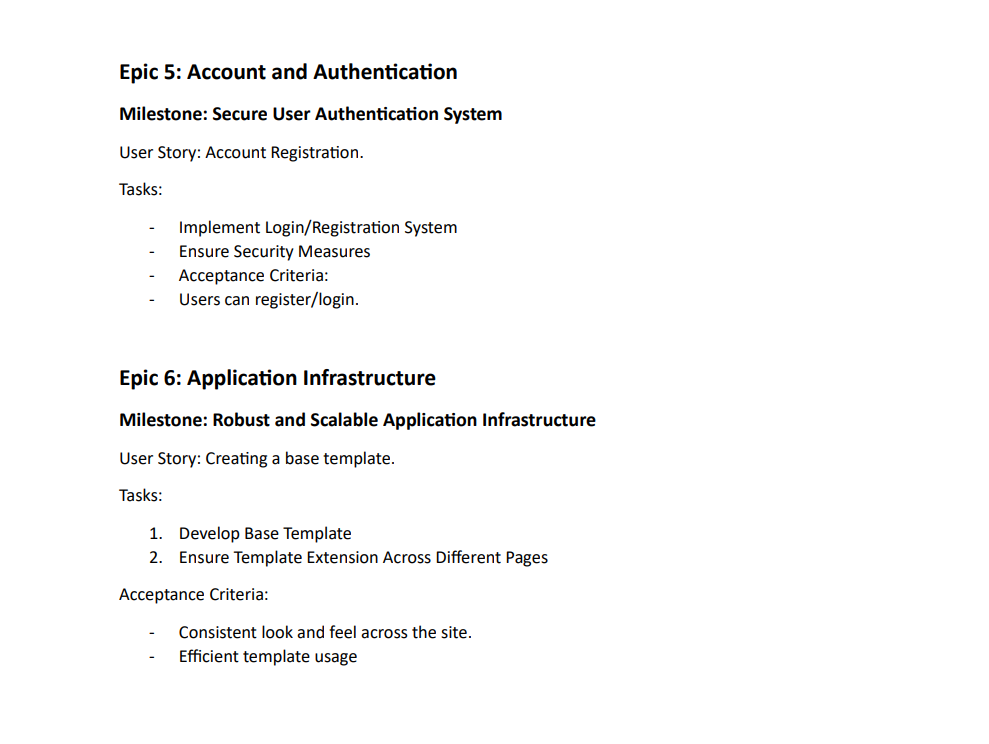 Epic 5: Account and Authentication
Milestone: Secure User Authentication System
User Story: Account Registration.
Tasks:
- Implement Login/Registration System
- Ensure Security Measures
- Acceptance Criteria:
- Users can register/login.
Epic 6: Application Infrastructure
Milestone: Robust and Scalable Application Infrastructure
User Story: Creating a base template.
Tasks:
1. Develop Base Template
2. Ensure Template Extension Across Different Pages
Acceptance Criteria:
- Consistent look and feel across the site.
- Efficient template usage